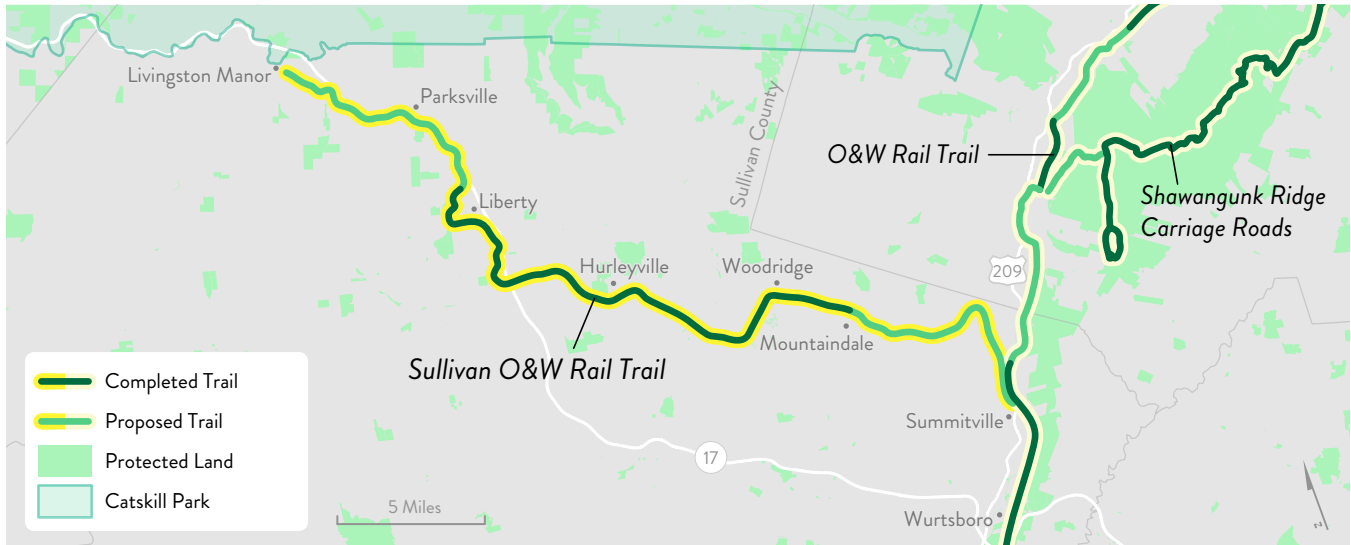 Livingston Manor
Parksville
Sullivan County
O&W Rail Trail
Shawangunk Ridge
Carriage Roads
Liberty
Hurleyville
Woodridge
209
Mountaindale
Sullivan O&W Rail Trail
Completed Trail
Proposed Trail
Protected Land
Catskill Park
Summitville
17
5 Miles
Wurtsboro
N